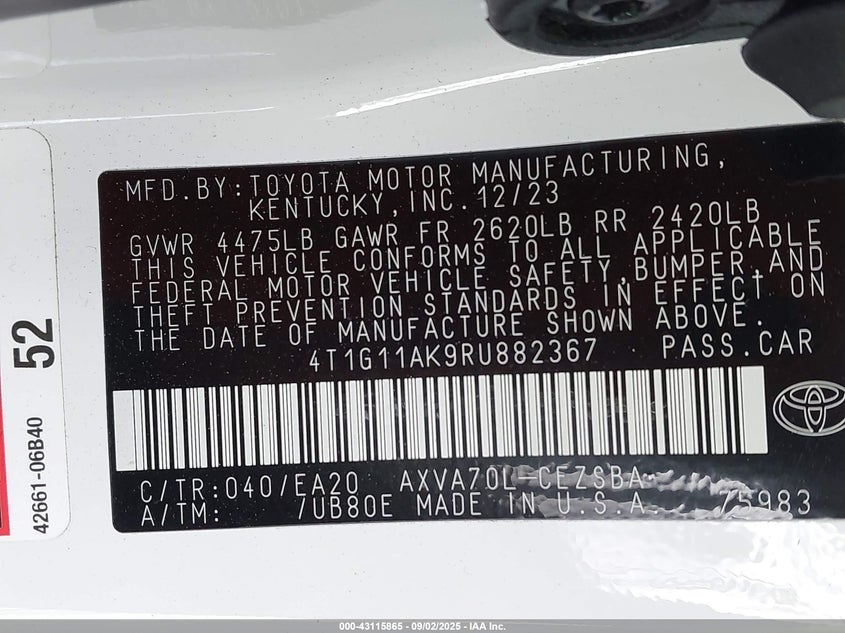 MFD.BY:TOYOTA MOTOR MANUFACTURING,
KENTUCKY,INC.12/23
GVWR 4475LB GAWR FR 2620LB RR 2420LB
THIS VEHICLE CONFORMS TO ALL APPLICABLE
FEDERAL MOTOR VEHICLE SAFETY,BUMPER,AND
THEFT PREVENTION STANDARDS IN EFFECT ON
THE DATE OF MANUFACTURE SHOWN ABOVE.
4T1G11AK9RU882367 PASS.CAR
C/TR:040/EA20 AXVA70L-CEZSBA
A/TM: /UB80E MADE IN U.S.A. 75983
52
42661-06B40
000-43115865 - 09/02/2025 - IAA Inc.